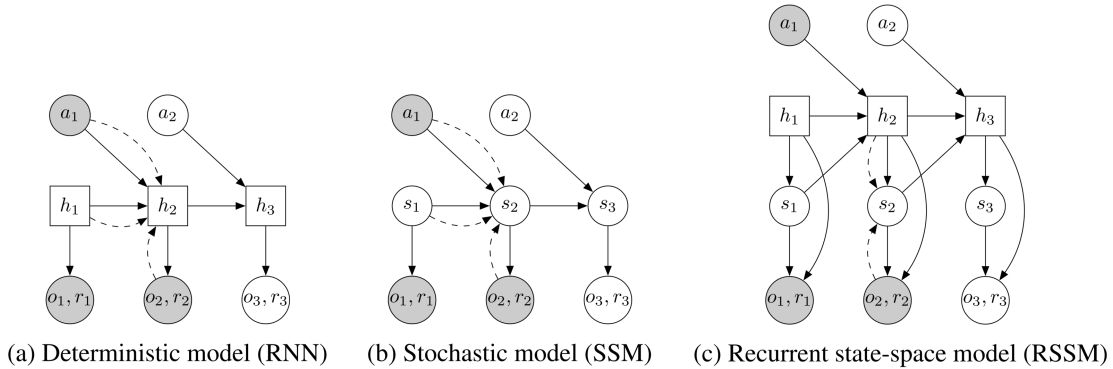 a₁ a₂
h₁ h₂ h₃
o₁, r₁ o₂, r₂ o₃, r₃
(a) Deterministic model (RNN)
a₁ a₂
s₁ s₂ s₃
o₁, r₁ o₂, r₂ o₃, r₃
(b) Stochastic model (SSM)
a₁ a₂
h₁ h₂ h₃
s₁ s₂ s₃
o₁, r₁ o₂, r₂ o₃, r₃
(c) Recurrent state-space model (RSSM)